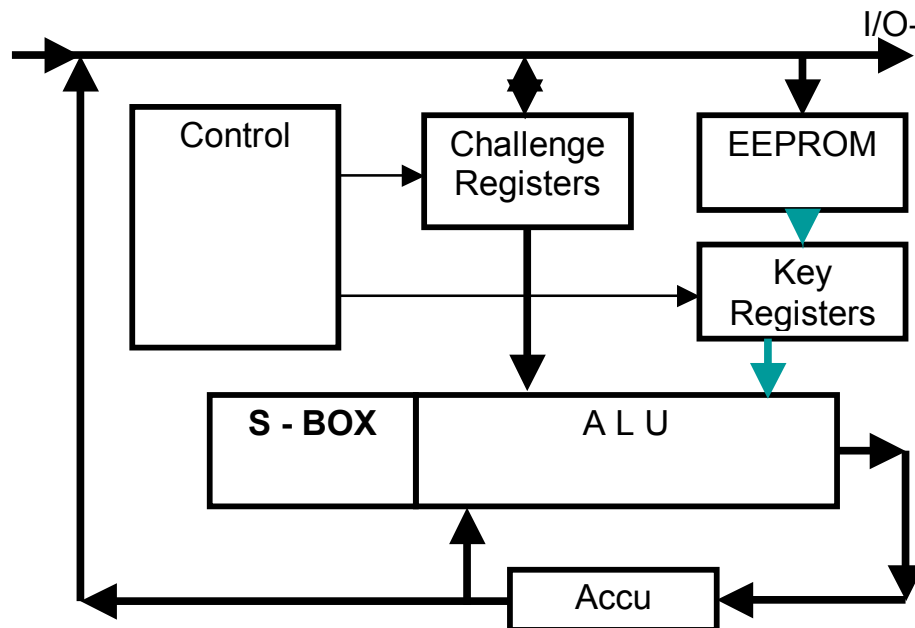 I/O-
Control
Challenge
Registers
EEPROM
Key
Registers
S - BOX
A L U
Accu